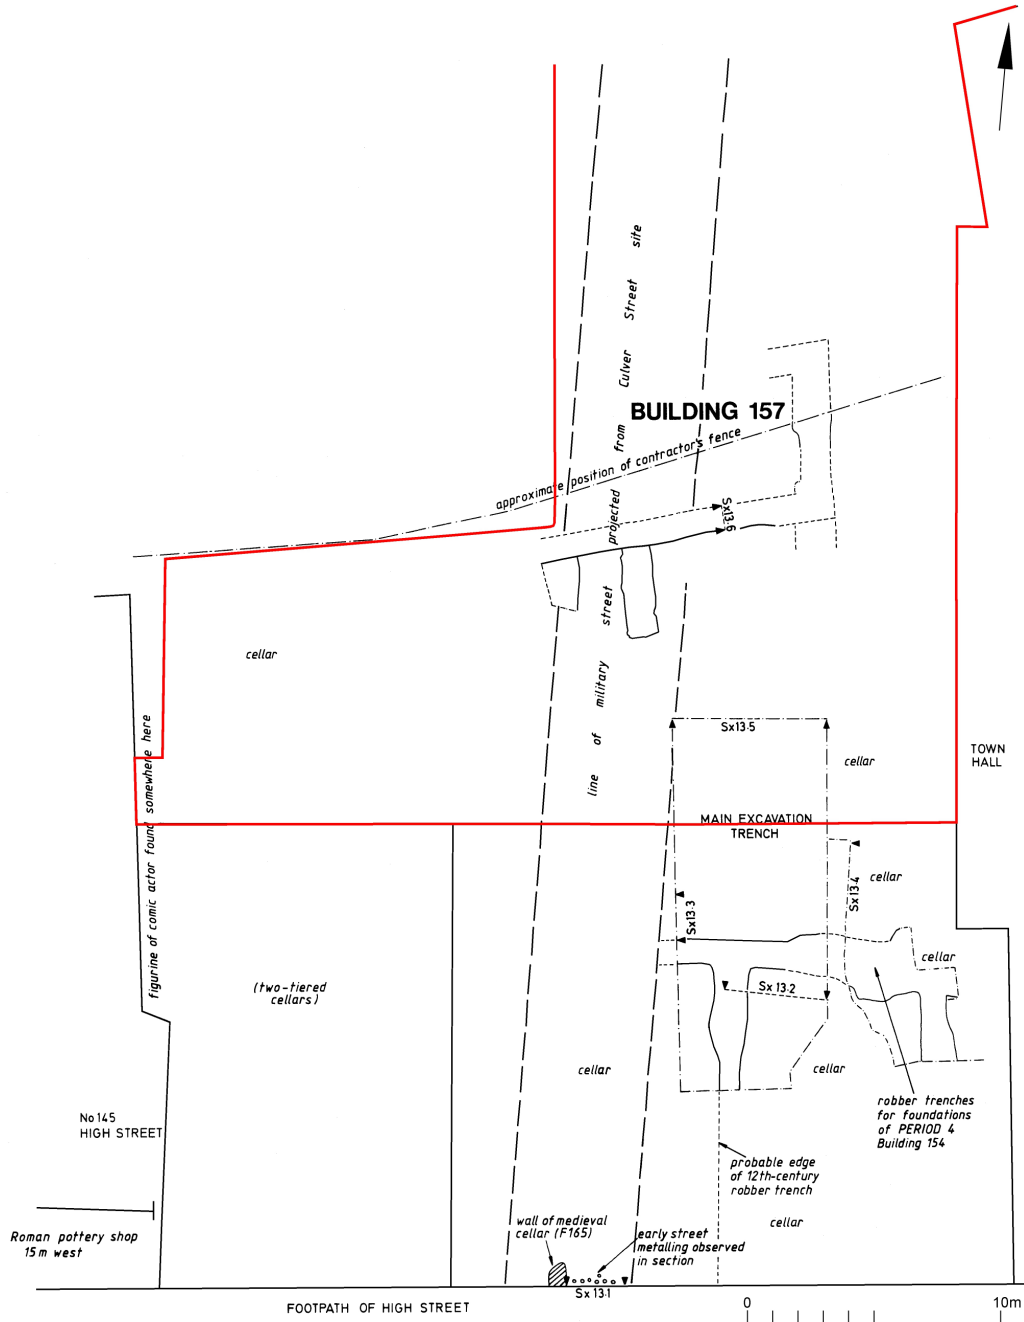 line of military street projected from Culver Street site
BUILDING 157
approximate position of contractor's fence
Sx13·6
cellar
figurine of comic actor found somewhere here
Sx13·5
cellar
TOWN
HALL
MAIN EXCAVATION
TRENCH
cellar
Sx13·4
Sx13·3
cellar
Sx 13·2
(two-tiered
cellars)
cellar
cellar
robber trenches
for foundations
of PERIOD 4
Building 154
No 145
HIGH STREET
probable edge
of 12th-century
robber trench
cellar
Roman pottery shop
15 m west
wall of medieval
cellar (F165)
early street
metalling observed
in section
Sx 13·1
FOOTPATH OF HIGH STREET
0
10m